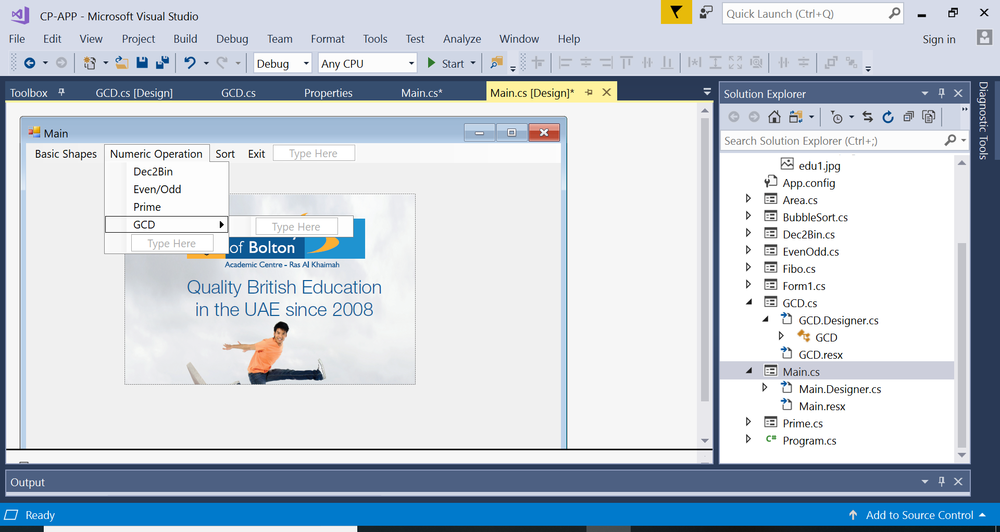 CP-APP - Microsoft Visual Studio
Quick Launch (Ctrl+Q)
File Edit View Project Build Debug Team Format Tools Test Analyze Window Help
Sign in
Debug Any CPU Start
Toolbox GCD.cs [Design] GCD.cs Properties Main.cs* Main.cs [Design]*
Main
Basic Shapes Numeric Operation Sort Exit Type Here
Dec2Bin
Even/Odd
Prime
GCD Type Here
Type Here
of Bolton
Academic Centre - Ras Al Khaimah
Quality British Education
in the UAE since 2008
Solution Explorer
Search Solution Explorer (Ctrl+;)
edu1.jpg
App.config
Area.cs
BubbleSort.cs
Dec2Bin.cs
EvenOdd.cs
Fibo.cs
Form1.cs
GCD.cs
GCD.Designer.cs
GCD
GCD.resx
Main.cs
Main.Designer.cs
Main.resx
Prime.cs
C# Program.cs
Diagnostic Tools
Output
Ready
Add to Source Control